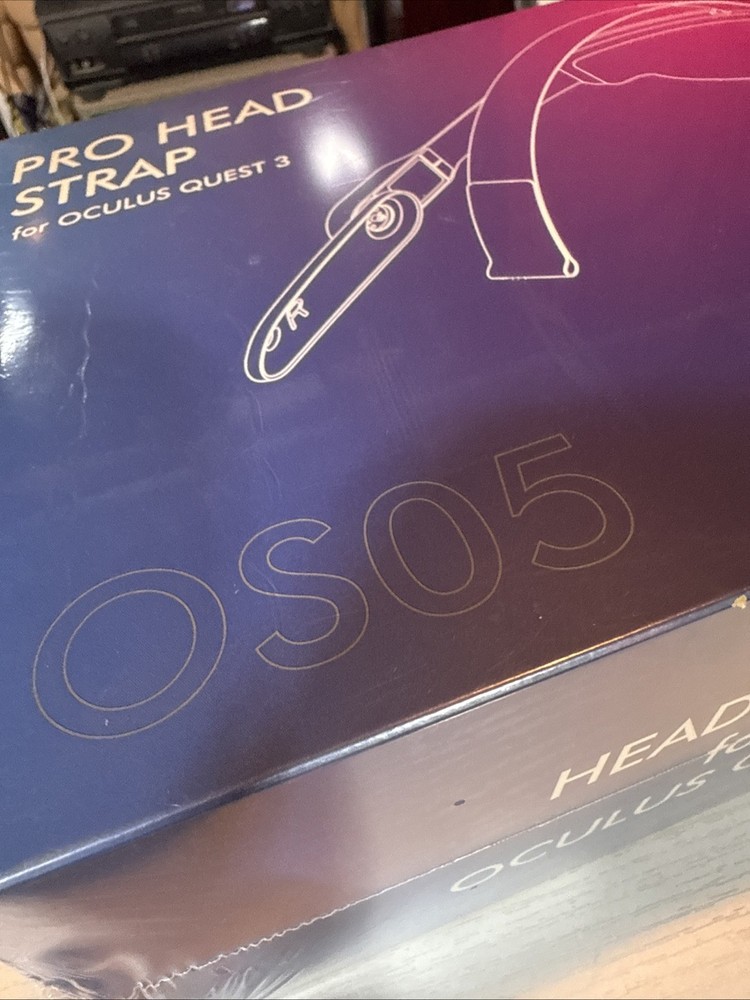 PRO HEAD
STRAP
for OCULUS QUEST 3
R
OS05
HEAD
OCULUS